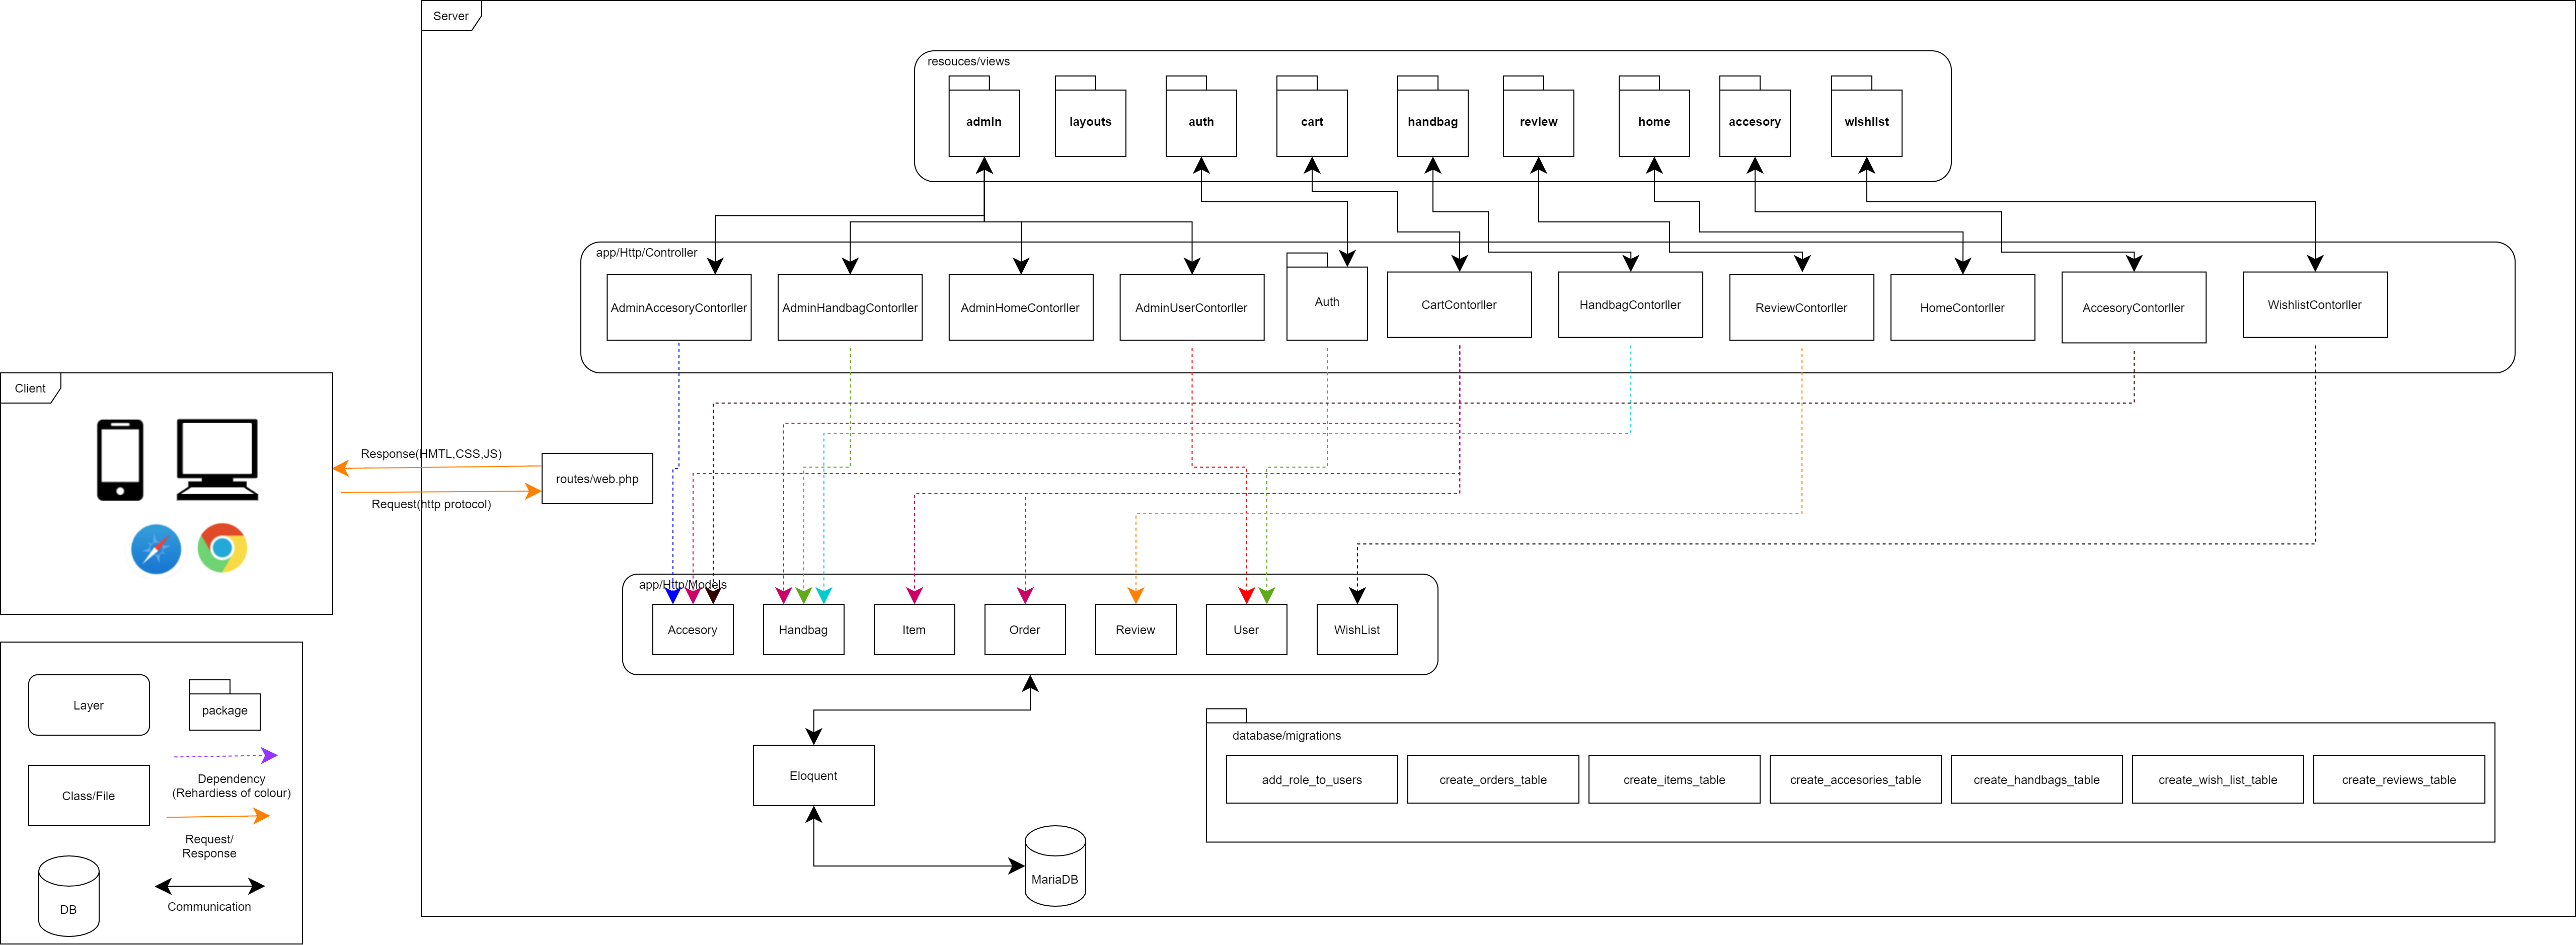 Server
resouces/views
admin
layouts
auth
cart
handbag
review
home
accesory
wishlist
app/Http/Controller
AdminAccesoryContorller
AdminHandbagContorller
AdminHomeContorller
AdminUserContorller
Auth
CartContorller
HandbagContorller
ReviewContorller
HomeContorller
AccesoryContorller
WishlistContorller
Client
Response(HMTL,CSS,JS)
Request(http protocol)
routes/web.php
app/Http/Models
Accesory
Handbag
Item
Order
Review
User
WishList
Eloquent
MariaDB
database/migrations
add_role_to_users
create_orders_table
create_items_table
create_accesories_table
create_handbags_table
create_wish_list_table
create_reviews_table
Layer
package
Dependency
(Rehardiess of colour)
Class/File
Request/
Response
DB
Communication